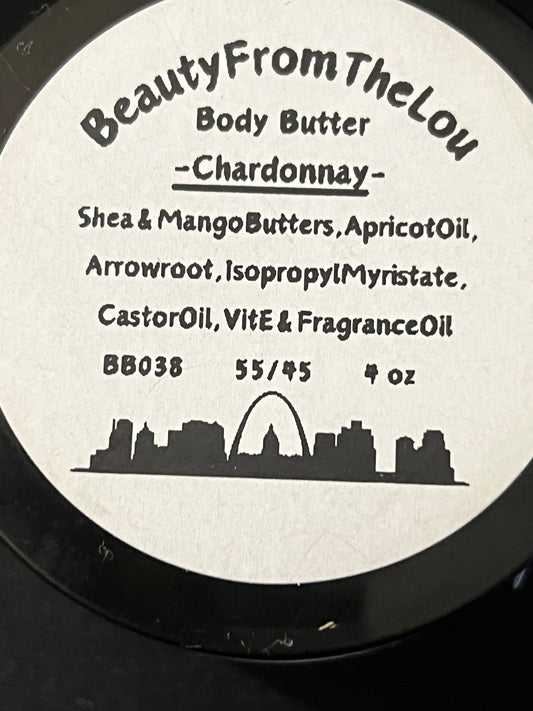 BeautyFromTheLou
Body Butter
-Chardonnay-
Shea & MangoButters, ApricotOil,
Arrowroot, IsopropylMyristate,
CastorOil, VitE & FragranceOil
BB038 55/45 4 oz